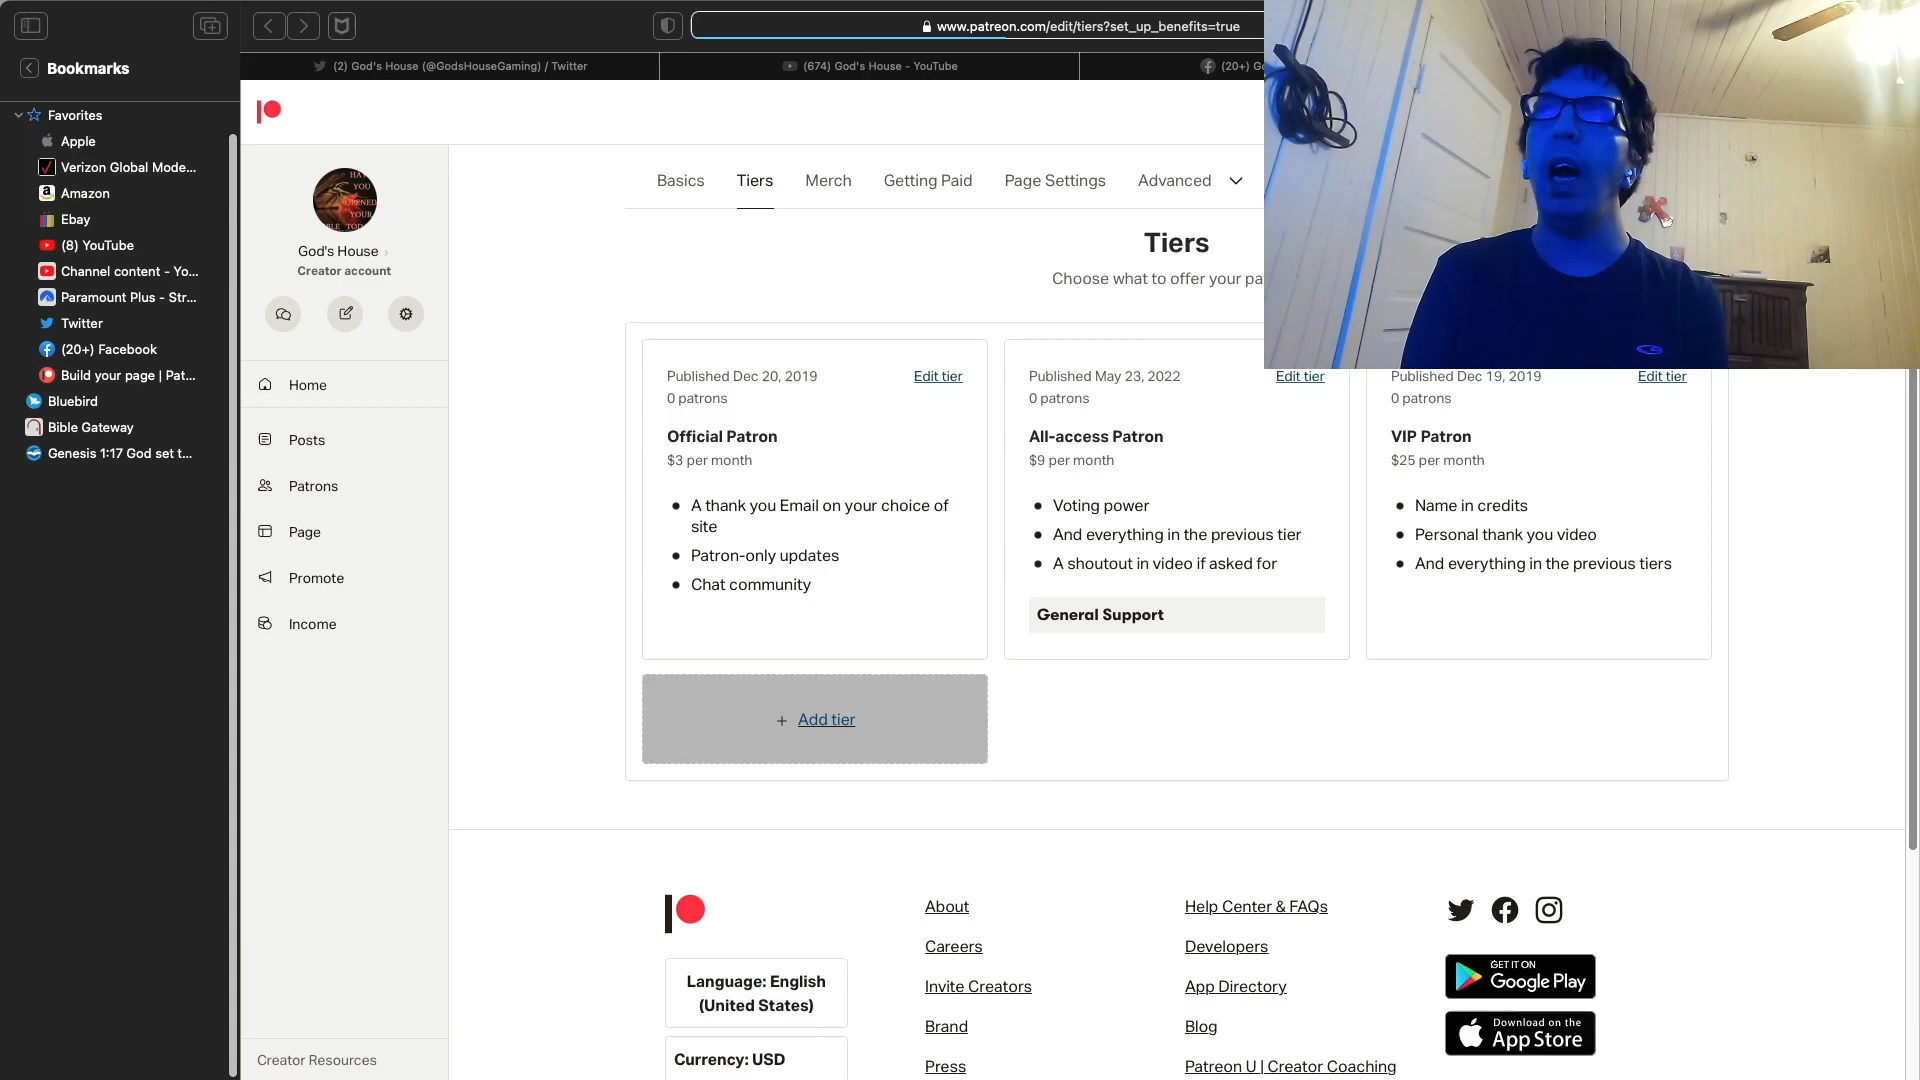 www.patreon.com/edit/tiers?set_up_benefits=true
Bookmarks
(2) God's House (@GodsHouseGaming) / Twitter
(674) God's House - YouTube
(20+) Go
Favorites
Apple
Verizon Global Mode...
Amazon
Ebay
(8) YouTube
Channel content - Yo...
Paramount Plus - Str...
Twitter
(20+) Facebook
Build your page | Pat...
Bluebird
Bible Gateway
Genesis 1:17 God set t...
HAV
YOU
OPENED
YOUR
God's House
Creator account
Home
Posts
Patrons
Page
Promote
Income
Creator Resources
Basics
Tiers
Merch
Getting Paid
Page Settings
Advanced
Tiers
Choose what to offer your pa
Published Dec 20, 2019
Edit tier
0 patrons
Official Patron
$3 per month
A thank you Email on your choice of
site
Patron-only updates
Chat community
Published May 23, 2022
Edit tier
0 patrons
All-access Patron
$9 per month
Voting power
And everything in the previous tier
A shoutout in video if asked for
General Support
Published Dec 19, 2019
Edit tier
0 patrons
VIP Patron
$25 per month
Name in credits
Personal thank you video
And everything in the previous tiers
+ Add tier
Language: English
(United States)
Currency: USD
About
Careers
Invite Creators
Brand
Press
Help Center & FAQs
Developers
App Directory
Blog
Patreon U | Creator Coaching
GET IT ON
Google Play
Download on the
App Store